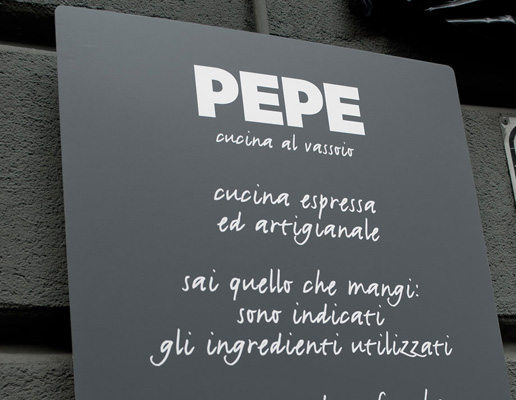 PEPE
cucina al vassoio
cucina espressa
ed artigianale
sai quello che mangi:
sono indicati
gli ingredienti utilizzati